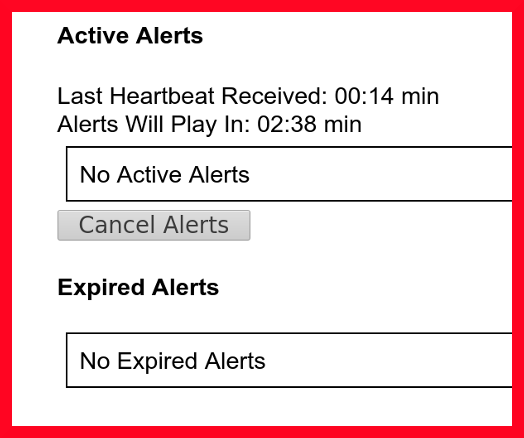 Active Alerts
Last Heartbeat Received: 00:14 min
Alerts Will Play In: 02:38 min
No Active Alerts
Cancel Alerts
Expired Alerts
No Expired Alerts